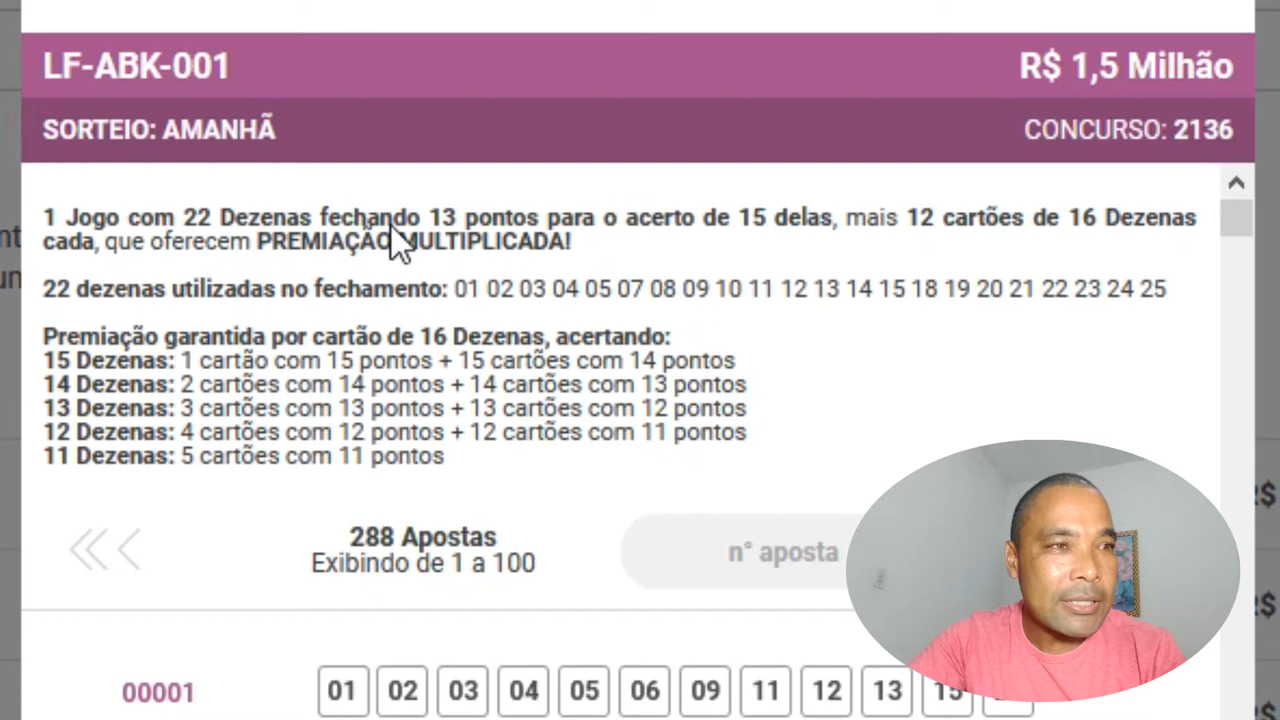 LF-ABK-001
R$ 1,5 Milhão
SORTEIO: AMANHÃ
CONCURSO: 2136
1 Jogo com 22 Dezenas fechando 13 pontos para o acerto de 15 delas, mais 12 cartões de 16 Dezenas
cada, que oferecem PREMIAÇÃO MULTIPLICADA!
22 dezenas utilizadas no fechamento: 01 02 03 04 05 07 08 09 10 11 12 13 14 15 18 19 20 21 22 23 24 25
Premiação garantida por cartão de 16 Dezenas, acertando:
15 Dezenas: 1 cartão com 15 pontos + 15 cartões com 14 pontos
14 Dezenas: 2 cartões com 14 pontos + 14 cartões com 13 pontos
13 Dezenas: 3 cartões com 13 pontos + 13 cartões com 12 pontos
12 Dezenas: 4 cartões com 12 pontos + 12 cartões com 11 pontos
11 Dezenas: 5 cartões com 11 pontos
288 Apostas
Exibindo de 1 a 100
n° aposta
00001 01 02 03 04 05 06 09 11 12 13 15